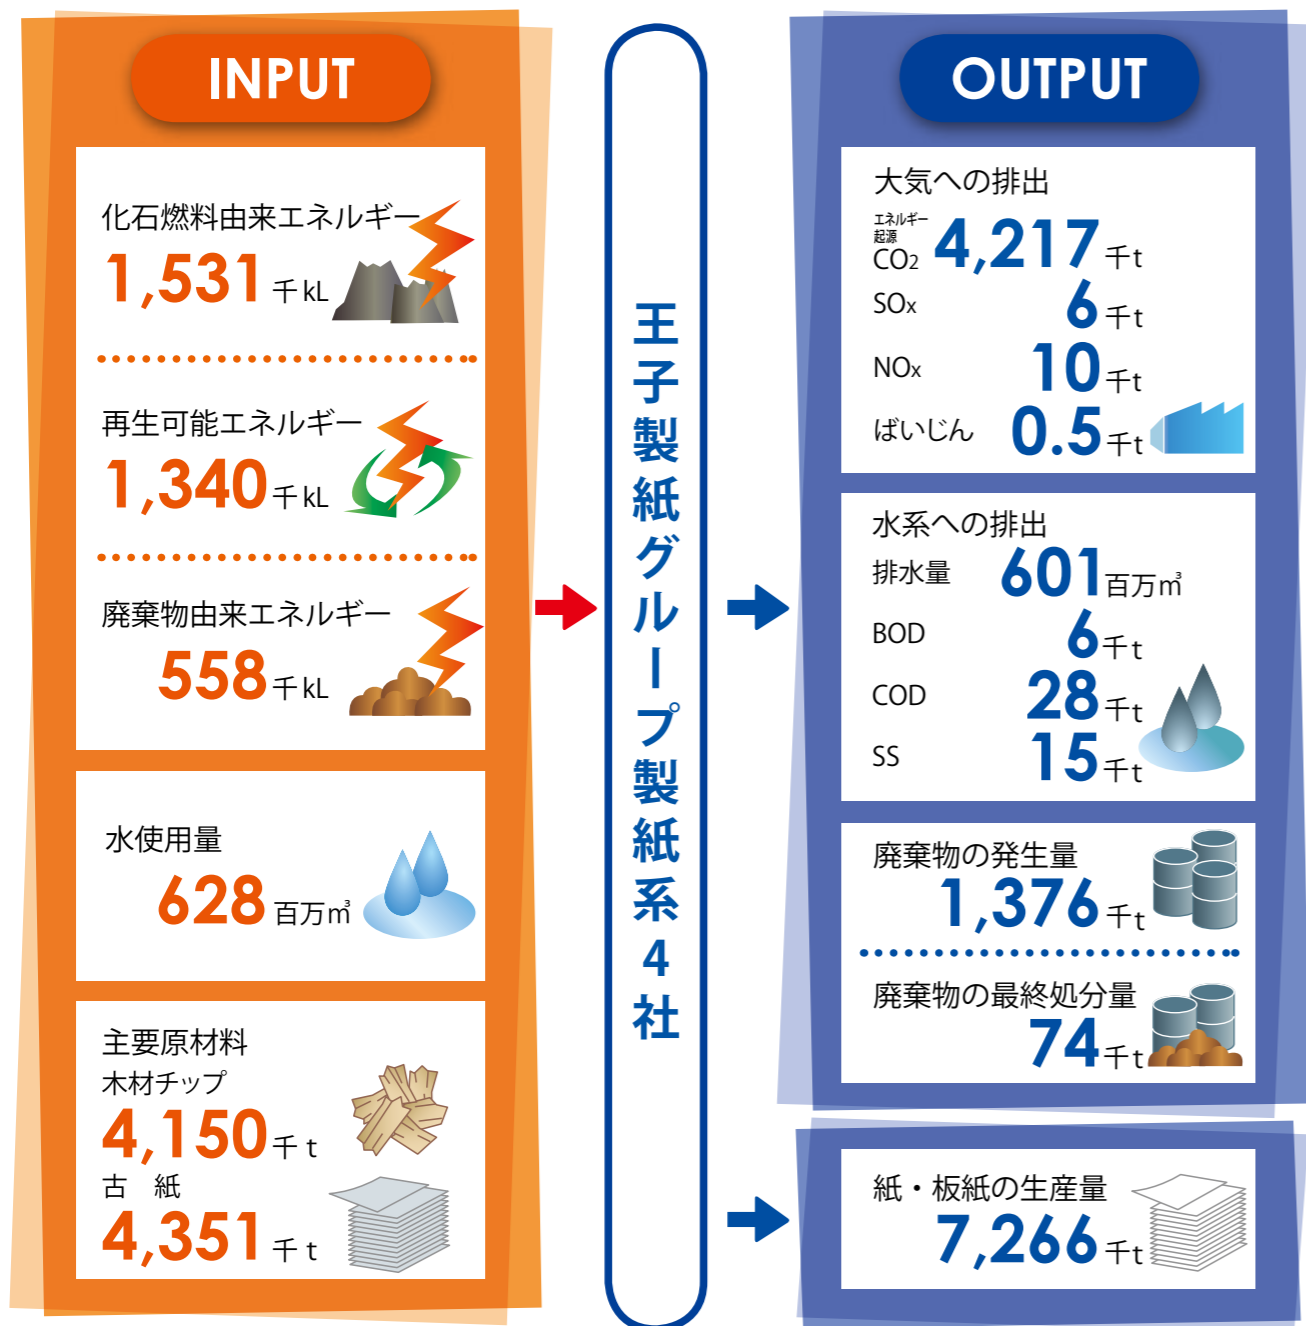 INPUT
化石燃料由来エネルギー
1,531 千kL
再生可能エネルギー
1,340 千kL
廃棄物由来エネルギー
558 千kL
水使用量
628 百万㎥
主要原材料
木材チップ
4,150 千t
古　紙
4,351 千t
王子製紙グループ製紙系4社
OUTPUT
大気への排出
エネルギー
起源
CO2 4,217 千t
SOx 6 千t
NOx 10 千t
ばいじん 0.5 千t
水系への排出
排水量 601 百万㎥
BOD 6 千t
COD 28 千t
SS 15 千t
廃棄物の発生量
1,376 千t
廃棄物の最終処分量
74 千t
紙・板紙の生産量
7,266 千t